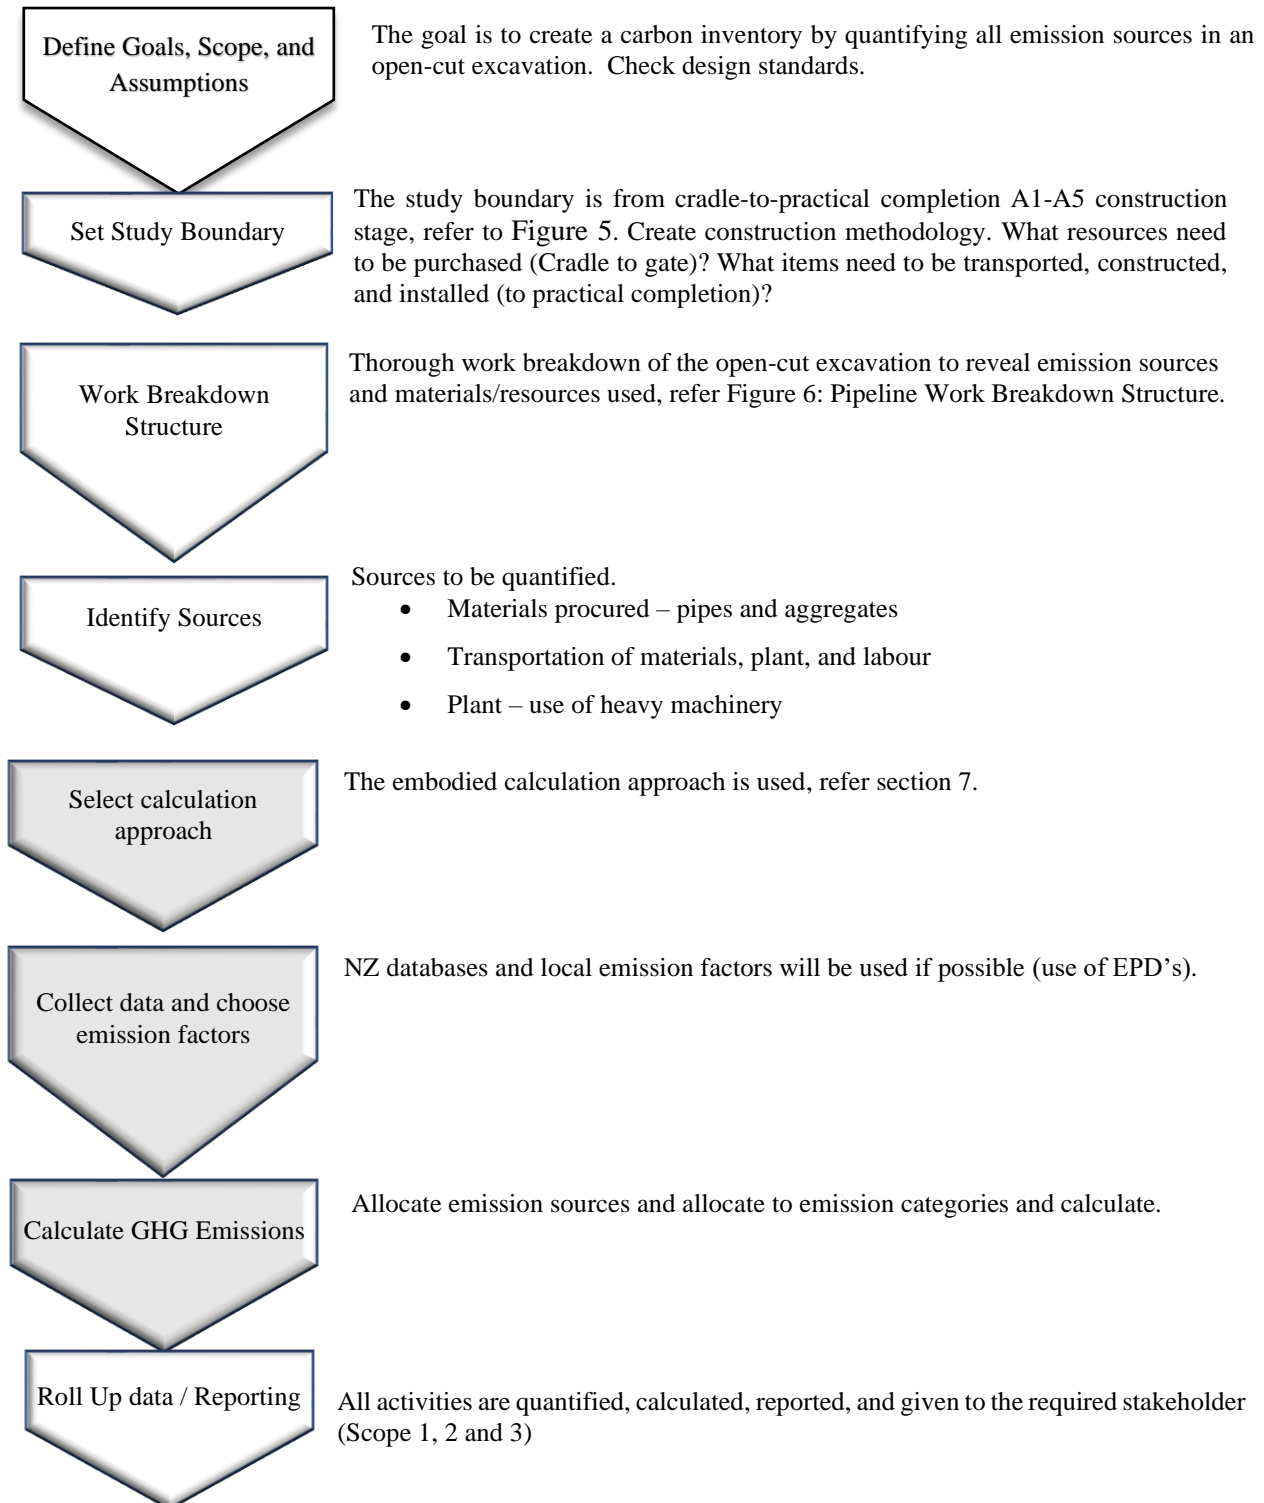 Define Goals, Scope, and
Assumptions
The goal is to create a carbon inventory by quantifying all emission sources in an
open-cut excavation. Check design standards.
Set Study Boundary
The study boundary is from cradle-to-practical completion A1-A5 construction
stage, refer to Figure 5. Create construction methodology. What resources need
to be purchased (Cradle to gate)? What items need to be transported, constructed,
and installed (to practical completion)?
Work Breakdown
Structure
Thorough work breakdown of the open-cut excavation to reveal emission sources
and materials/resources used, refer Figure 6: Pipeline Work Breakdown Structure.
Identify Sources
Sources to be quantified.
• Materials procured – pipes and aggregates
• Transportation of materials, plant, and labour
• Plant – use of heavy machinery
Select calculation
approach
The embodied calculation approach is used, refer section 7.
Collect data and choose
emission factors
NZ databases and local emission factors will be used if possible (use of EPD’s).
Calculate GHG Emissions
Allocate emission sources and allocate to emission categories and calculate.
Roll Up data / Reporting
All activities are quantified, calculated, reported, and given to the required stakeholder
(Scope 1, 2 and 3)